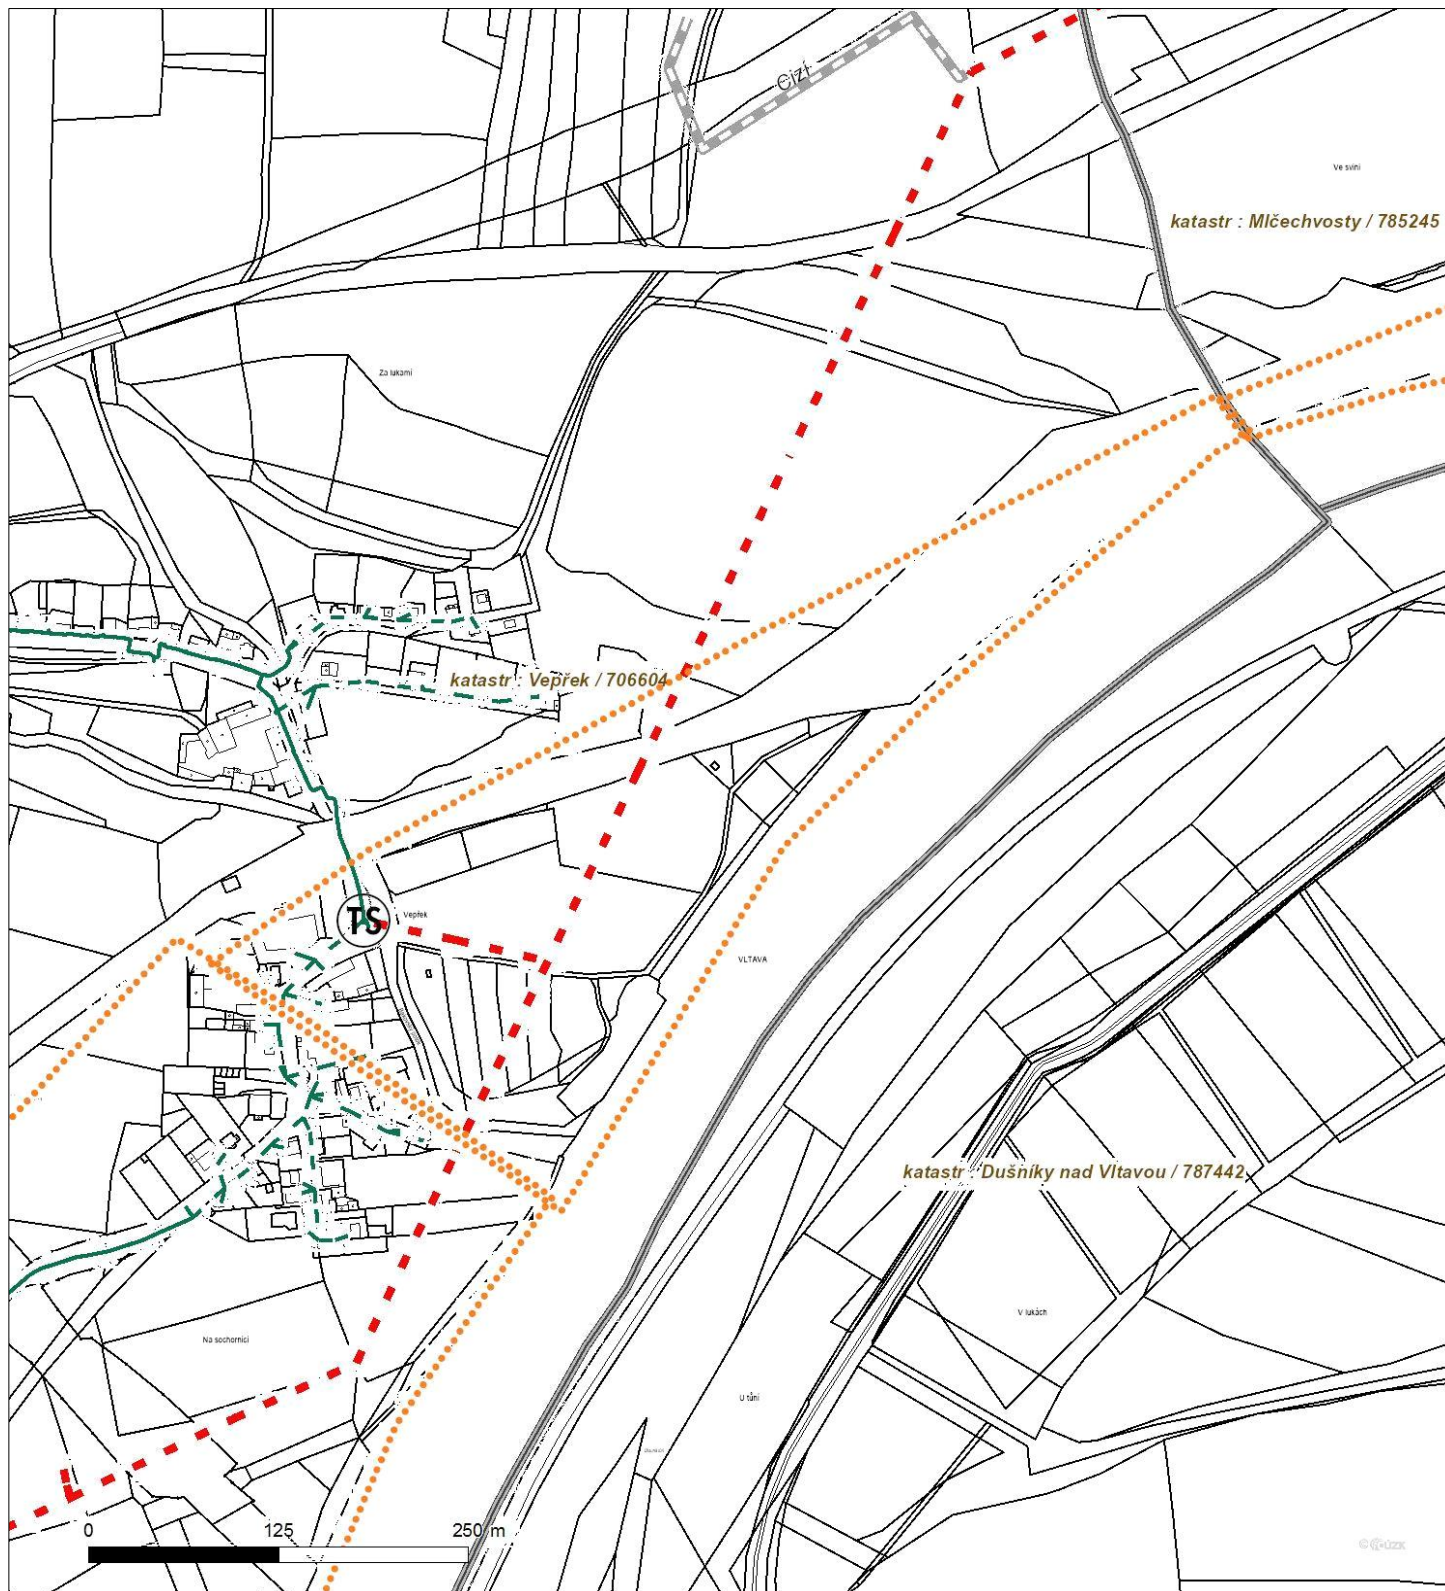 Cizí
Ve svini
katastr : Mlčechvosty / 785245
Za lukami
katastr : Vepřek / 706604
TS
Vepřek
VLTAVA
katastr : Dušníky nad Vltavou / 787442
V lukách
Na sochornici
U tůní
0 125 250 m
© ČÚZK